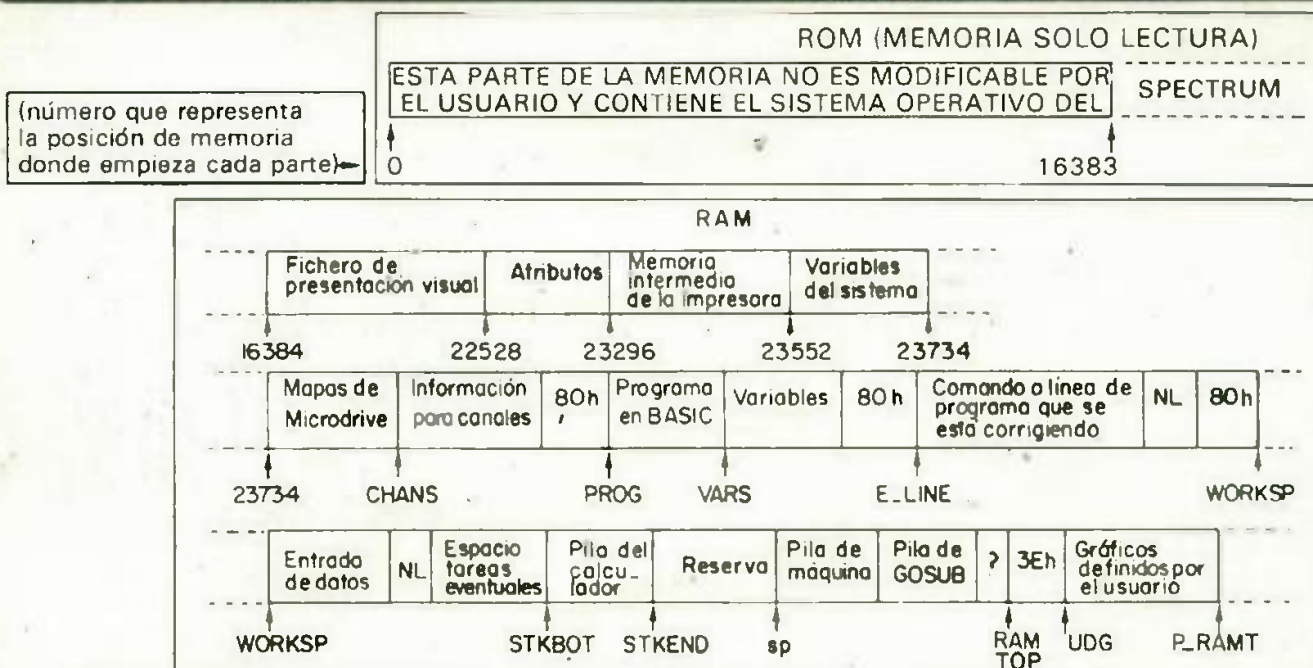 ROM (MEMORIA SOLO LECTURA)
ESTA PARTE DE LA MEMORIA NO ES MODIFICABLE POR
EL USUARIO Y CONTIENE EL SISTEMA OPERATIVO DEL
SPECTRUM
(número que representa
la posición de memoria
donde empieza cada parte)
0
16383
RAM
Fichero de
presentación visual
Atributos
Memoria
intermedia
de la impresora
Variables
del sistema
16384
22528
23296
23552
23734
Mapas de
Microdrive
Información
para canales
80h
Programa
en BASIC
Variables
80h
Comando a línea de
programa que se
está corrigiendo
NL
80h
23734
CHANS
PROG
VARS
E_LINE
WORKSP
Entrada
de datos
NL
Espacio
tareas
eventuales
Pila del
calcu_
lador
Reserva
Pila de
máquina
Pila de
GOSUB
?
3Eh
Gráficos
definidos por
el usuario
WORKSP
STKBOT
STKEND
sp
RAM
TOP
UDG
P_RAMT